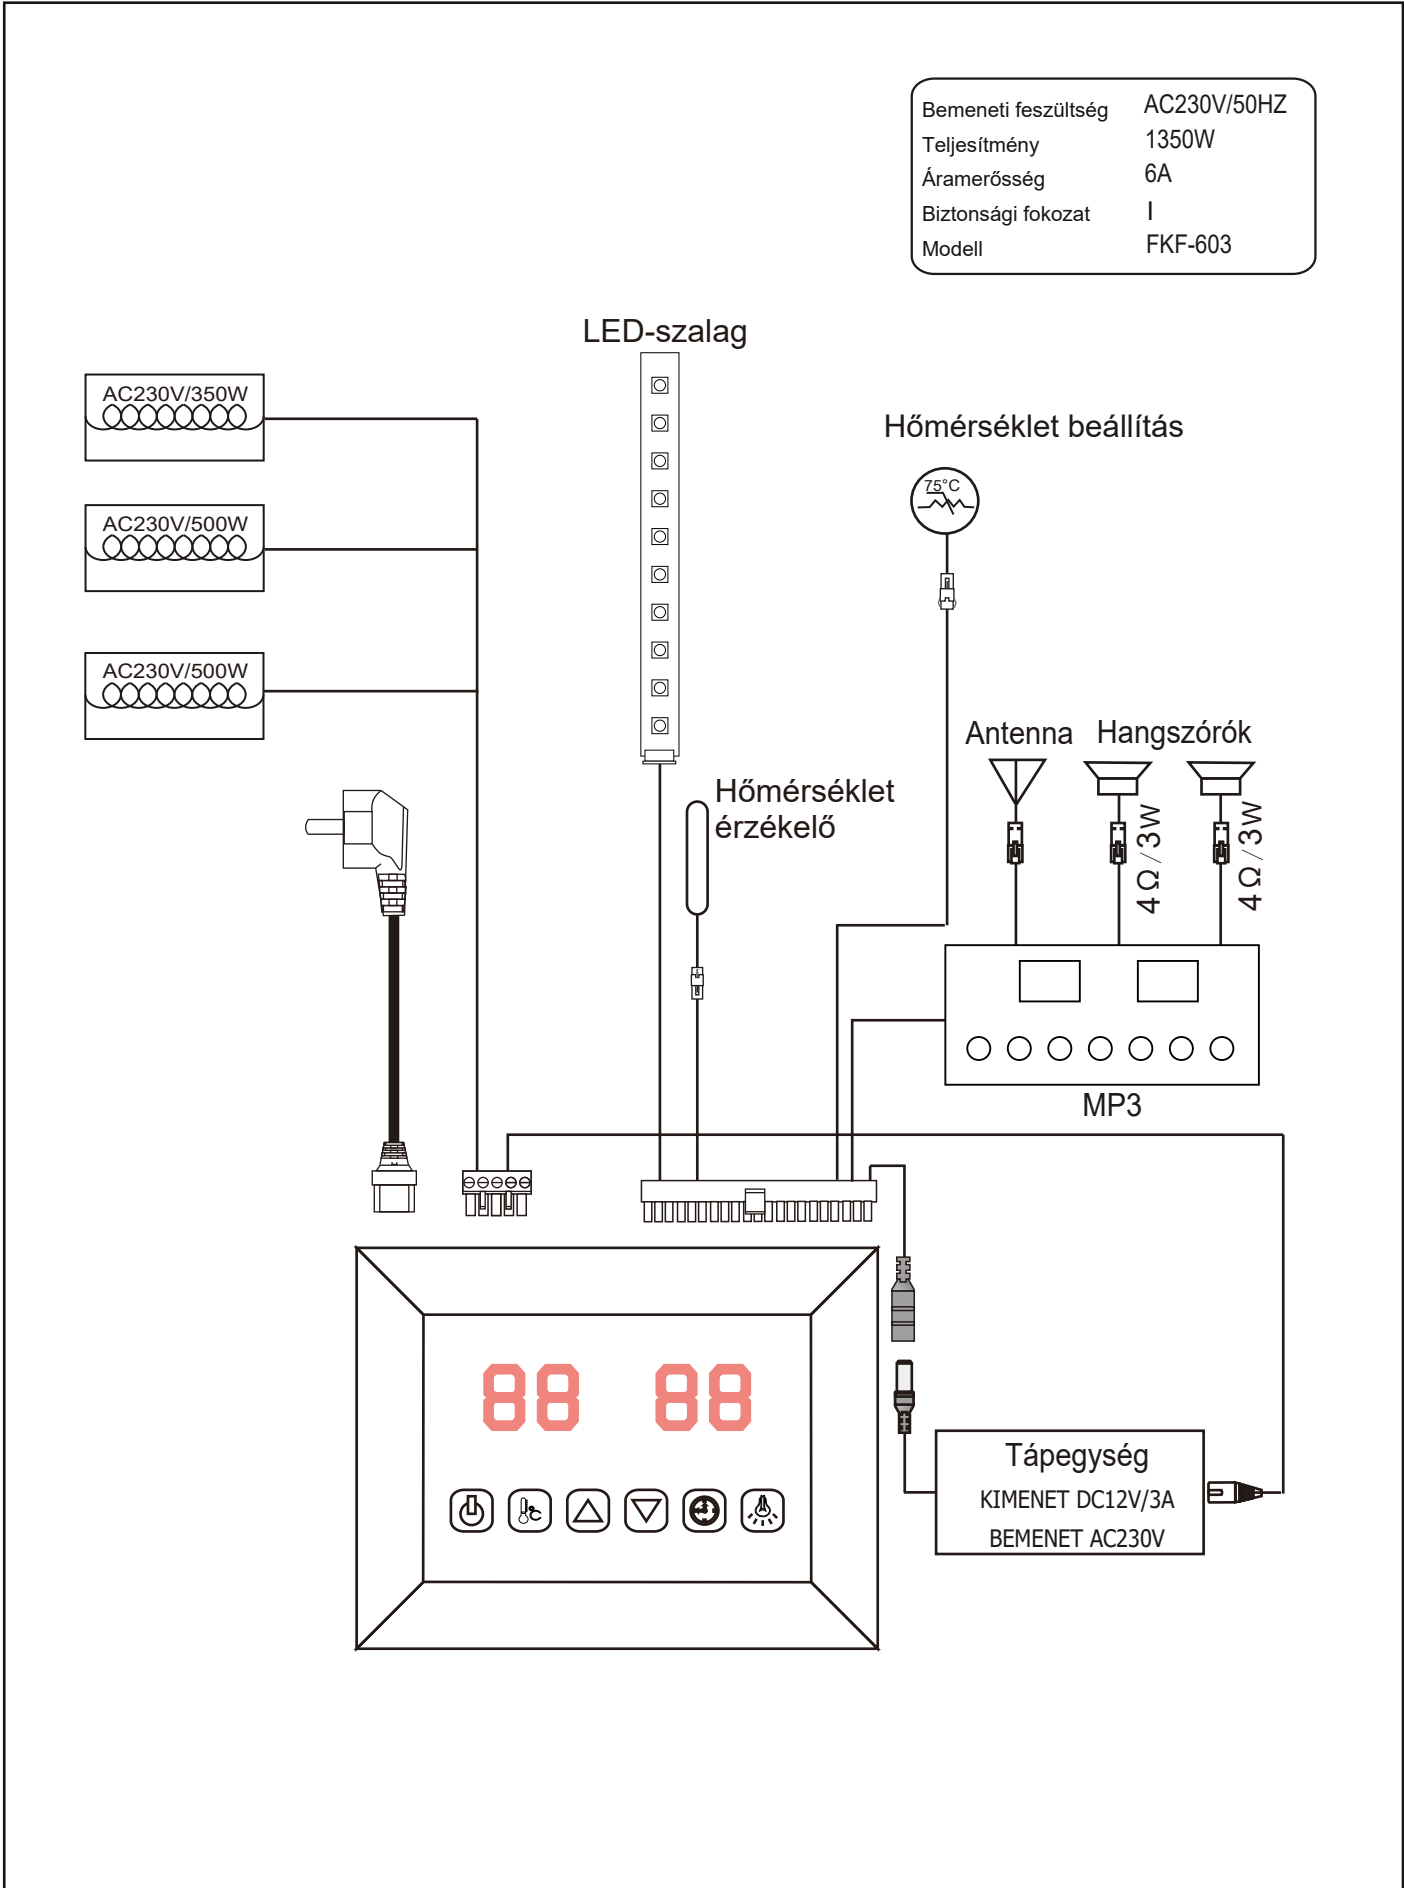 Bemeneti feszültség AC230V/50HZ
Teljesítmény 1350W
Áramerősség 6A
Biztonsági fokozat I
Modell FKF-603
LED-szalag
AC230V/350W
AC230V/500W
AC230V/500W
Hőmérséklet beállítás
75°C
Antenna
Hangszórók
4Ω/3W
4Ω/3W
Hőmérséklet
érzékelő
MP3
88 88
°C
Tápegység
KIMENET DC12V/3A
BEMENET AC230V